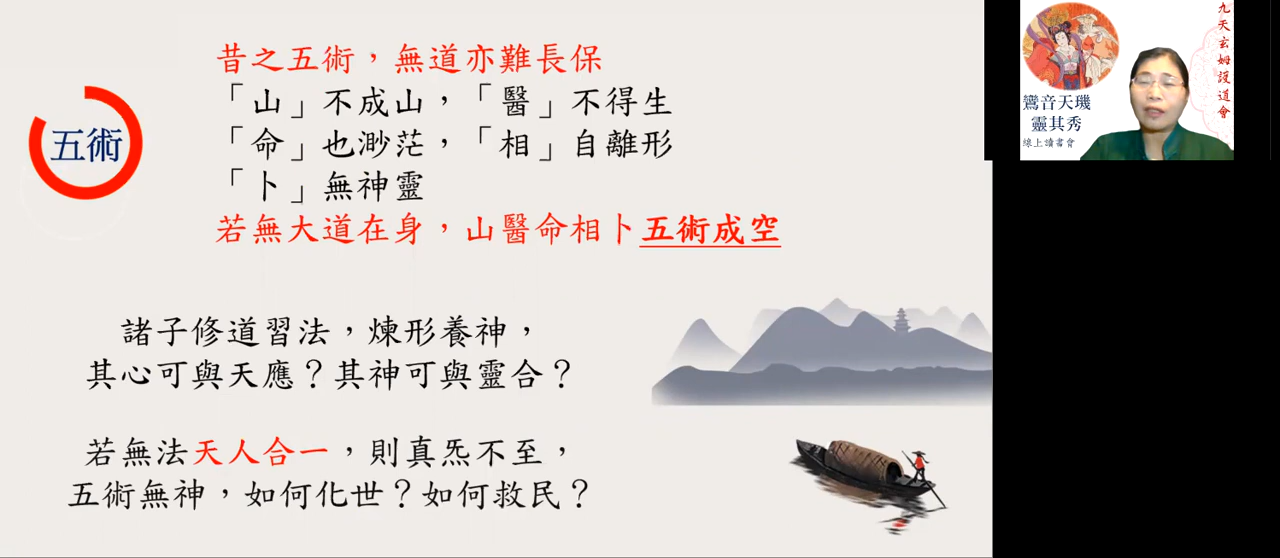 五術
昔之五術，無道亦難長保
「山」不成山，「醫」不得生
「命」也渺茫，「相」自離形
「卜」無神靈
若無大道在身，山醫命相卜五術成空
諸子修道習法，煉形養神，
其心可與天應？其神可與靈合？
若無法天人合一，則真炁不至，
五術無神，如何化世？如何救民？
鸞音天璣
靈其秀
線上讀書會
九天玄姆護道會